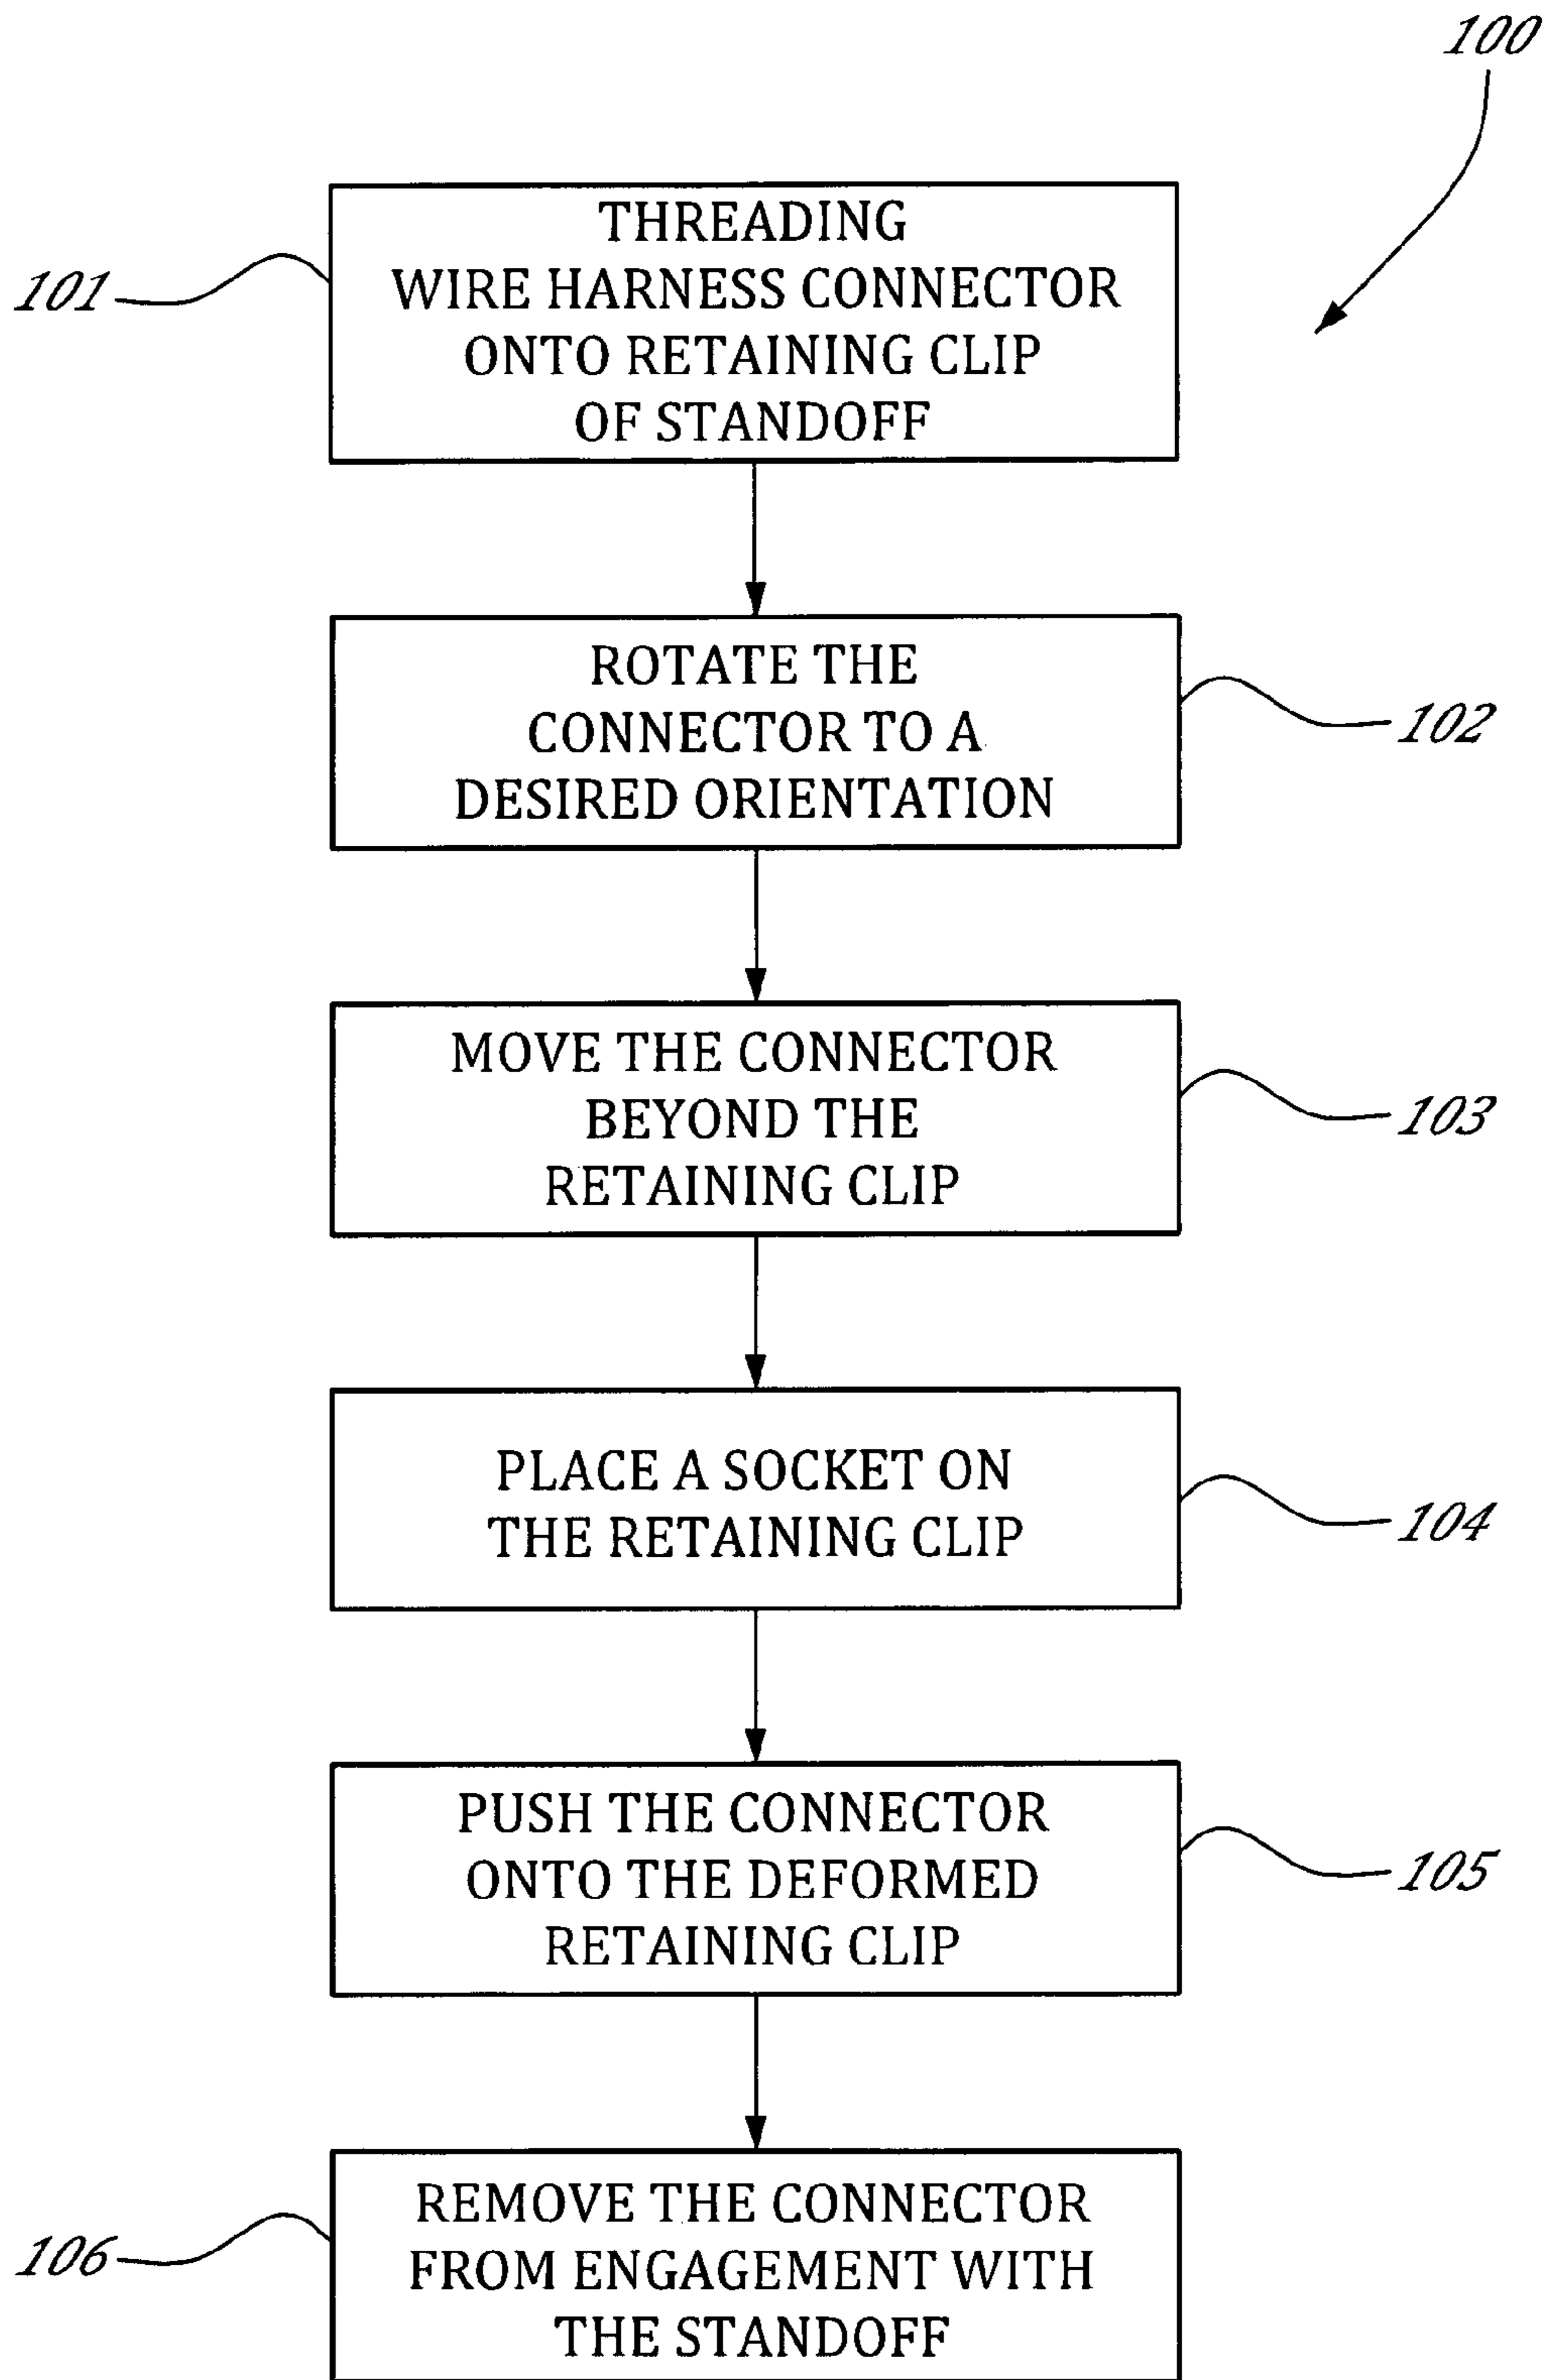 100
THREADING
WIRE HARNESS CONNECTOR
ONTO RETAINING CLIP
OF STANDOFF
101
ROTATE THE
CONNECTOR TO A
DESIRED ORIENTATION
102
MOVE THE CONNECTOR
BEYOND THE
RETAINING CLIP
103
PLACE A SOCKET ON
THE RETAINING CLIP
104
PUSH THE CONNECTOR
ONTO THE DEFORMED
RETAINING CLIP
105
REMOVE THE CONNECTOR
FROM ENGAGEMENT WITH
THE STANDOFF
106